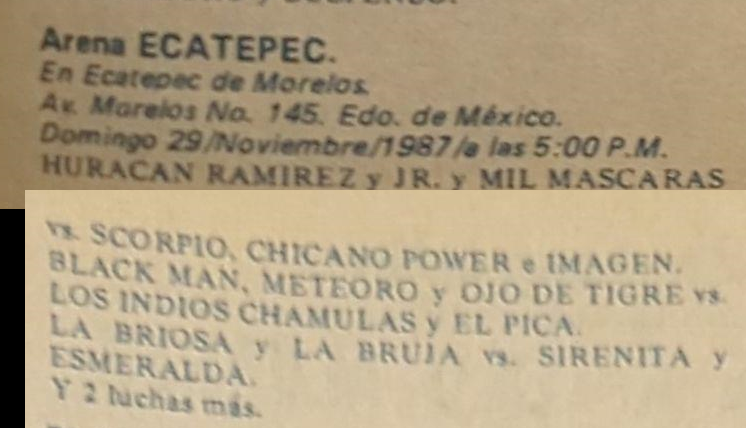 Arena ECATEPEC.
En Ecatepec de Morelos.
Av. Morelos No. 145. Edo. de México.
Domingo 29/Noviembre/1987/a las 5:00 P.M.
HURACAN RAMIREZ y JR. y MIL MASCARAS
vs. SCORPIO, CHICANO POWER e IMAGEN.
BLACK MAN, METEORO y OJO DE TIGRE vs.
LOS INDIOS CHAMULAS y EL PICA.
LA BRIOSA y LA BRUJA vs. SIRENITA y
ESMERALDA.
Y 2 luchas más.